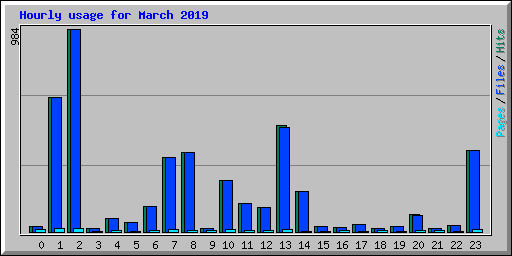 Hourly usage for March 2019
984
Pages/Files/Hits
0 1 2 3 4 5 6 7 8 9 10 11 12 13 14 15 16 17 18 19 20 21 22 23